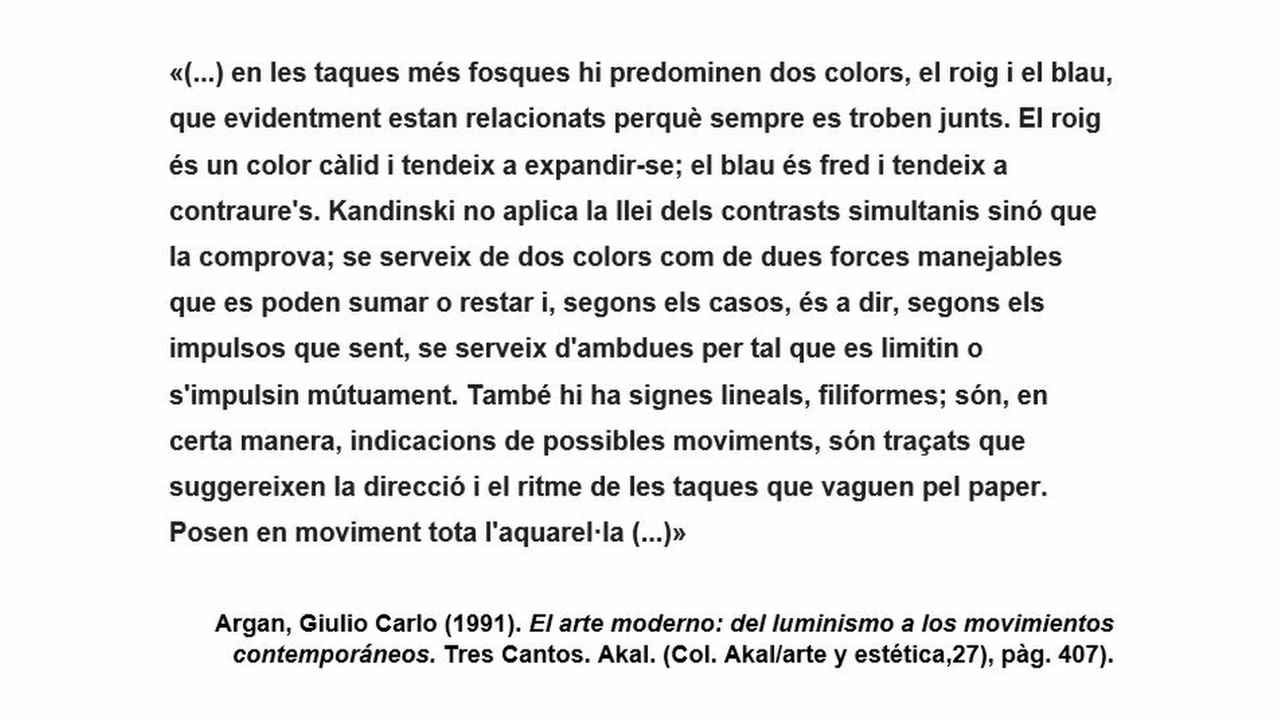 «(...) en les taques més fosques hi predominen dos colors, el roig i el blau,
que evidentment estan relacionats perquè sempre es troben junts. El roig
és un color càlid i tendeix a expandir-se; el blau és fred i tendeix a
contraure's. Kandinski no aplica la llei dels contrasts simultanis sinó que
la comprova; se serveix de dos colors com de dues forces manejables
que es poden sumar o restar i, segons els casos, és a dir, segons els
impulsos que sent, se serveix d'ambdues per tal que es limitin o
s'impulsin mútuament. També hi ha signes lineals, filiformes; són, en
certa manera, indicacions de possibles moviments, són traçats que
suggereixen la direcció i el ritme de les taques que vaguen pel paper.
Posen en moviment tota l'aquarel·la (...)»
Argan, Giulio Carlo (1991). El arte moderno: del luminismo a los movimientos
contemporáneos. Tres Cantos. Akal. (Col. Akal/arte y estética,27), pàg. 407).